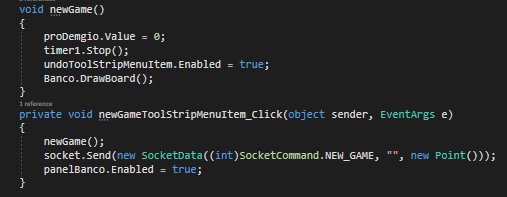 void newGame()
{
proDemgio.Value = 0;
timer1.Stop();
undoToolStripMenuItem.Enabled = true;
Banco.DrawBoard();
}
1 reference
private void newGameToolStripMenuItem_Click(object sender, EventArgs e)
{
newGame();
socket.Send(new SocketData((int)SocketCommand.NEW_GAME, "", new Point()));
panelBanco.Enabled = true;
}